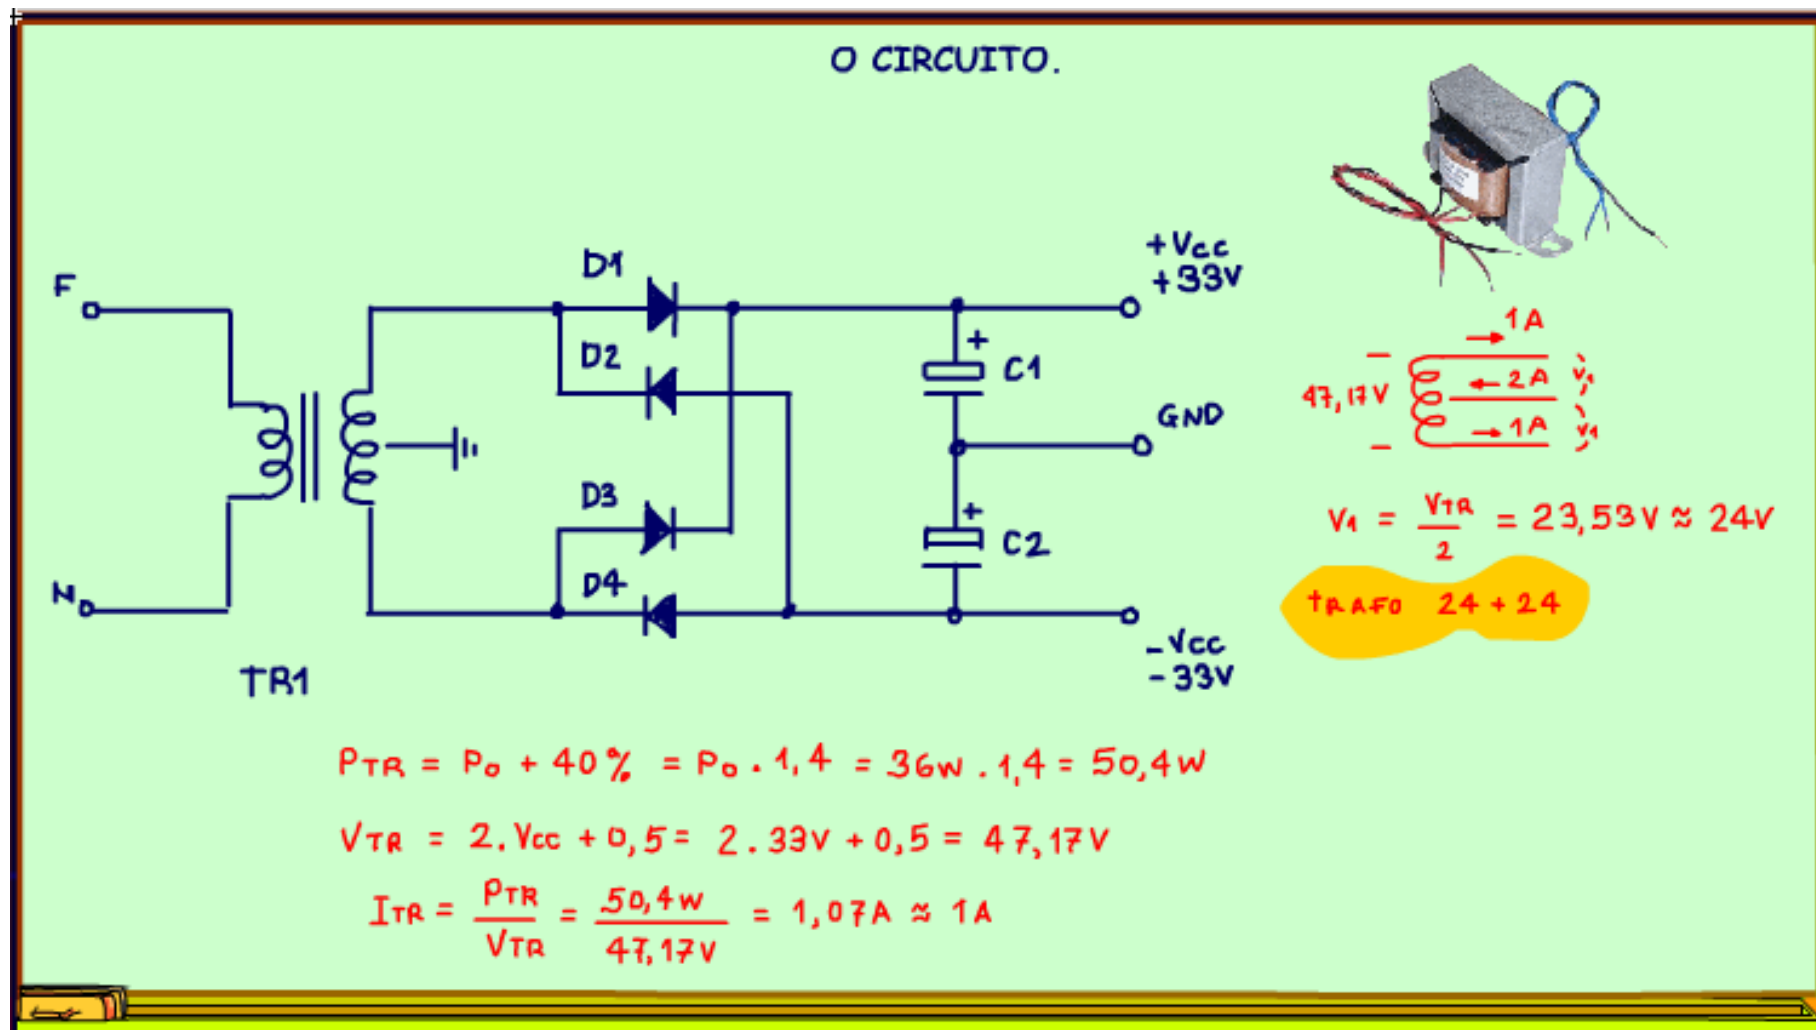 O CIRCUITO.
F
D1
+Vcc
+33V
1A
D2
+
C1
47,17V
2A
V1
1A
V1
GND
D3
+
C2
V1 = VTR / 2 = 23,53V ≈ 24V
N
D4
TRAFO 24 + 24
-Vcc
-33V
TR1
PTR = Po + 40% = Po . 1,4 = 36W . 1,4 = 50,4W
VTR = 2.Vcc + 0,5 = 2.33V + 0,5 = 47,17V
ITR = PTR / VTR = 50,4W / 47,17V = 1,07A ≈ 1A